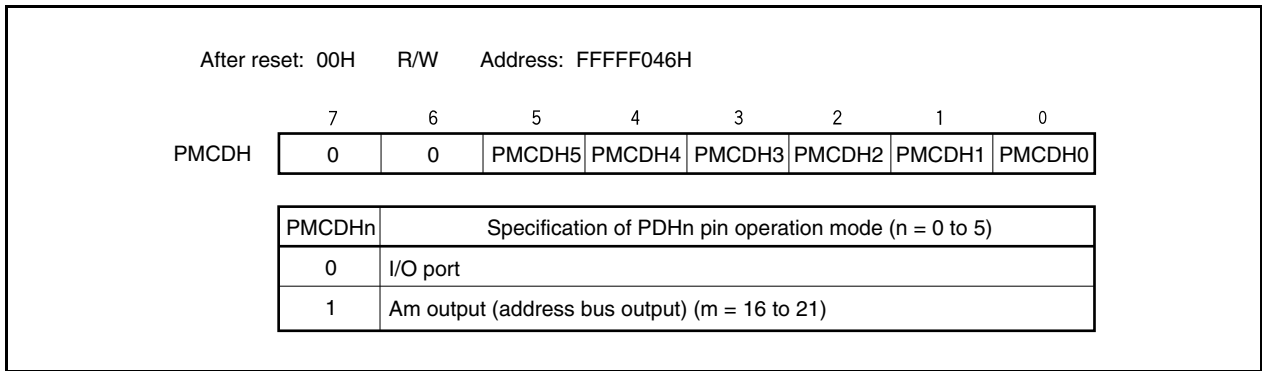 After reset: 00H R/W Address: FFFFF046H
7 6 5 4 3 2 1 0
PMCDH 0 0 PMCDH5 PMCDH4 PMCDH3 PMCDH2 PMCDH1 PMCDH0
PMCDHn Specification of PDHn pin operation mode (n = 0 to 5)
0 I/O port
1 Am output (address bus output) (m = 16 to 21)